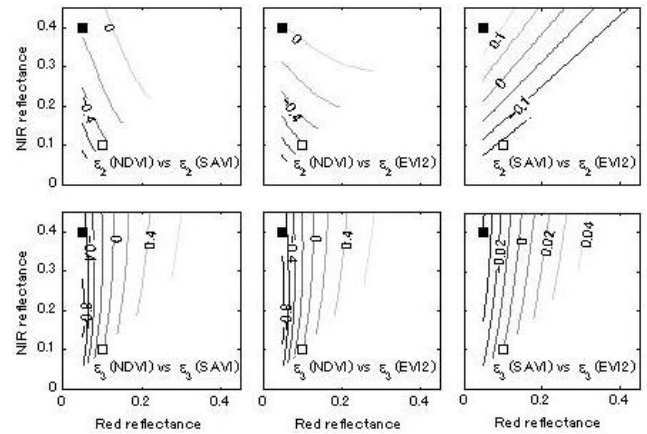 NIR reflectance
0.4
0.3
0.2
0.1
0
0
-0.4
ε2 (NDVI) vs ε2 (SAVI)
0
-0.4
ε2 (NDVI) vs ε2 (EVI2)
0.1
0
-0.1
ε2 (SAVI) vs ε2 (EVI2)
NIR reflectance
0.4
0.3
0.2
0.1
0
-0.4
0
0.4
-0.8
ε3 (NDVI) vs ε3 (SAVI)
-0.4
0
0.4
-0.8
ε3 (NDVI) vs ε3 (EVI2)
-0.02
0
0.02
0.04
ε3 (SAVI) vs ε3 (EVI2)
0 0.2 0.4
0 0.2 0.4
0 0.2 0.4
Red reflectance
Red reflectance
Red reflectance